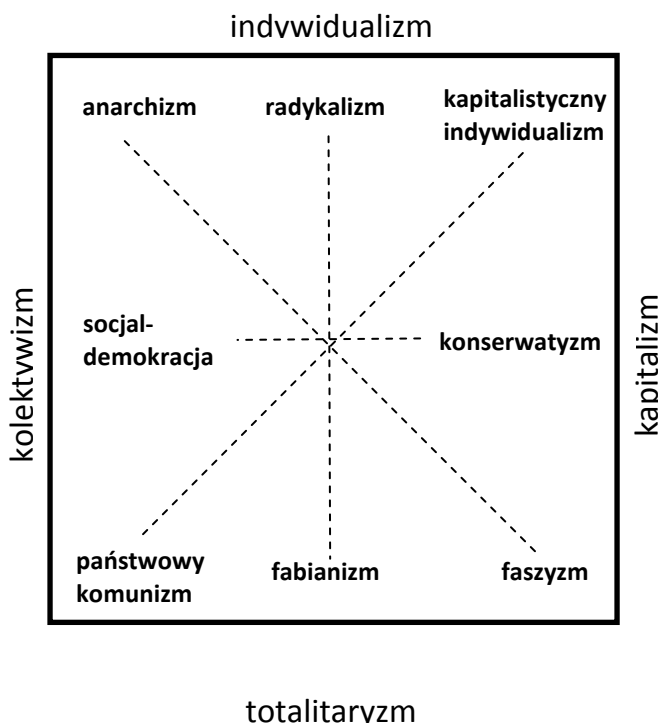 indywidualizm
anarchizm
radykalizm
kapitalistyczny
indywidualizm
kolektywizm
socjal-
demokracja
konserwatyzm
kapitalizm
państwowy
komunizm
fabianizm
faszyzm
totalitaryzm